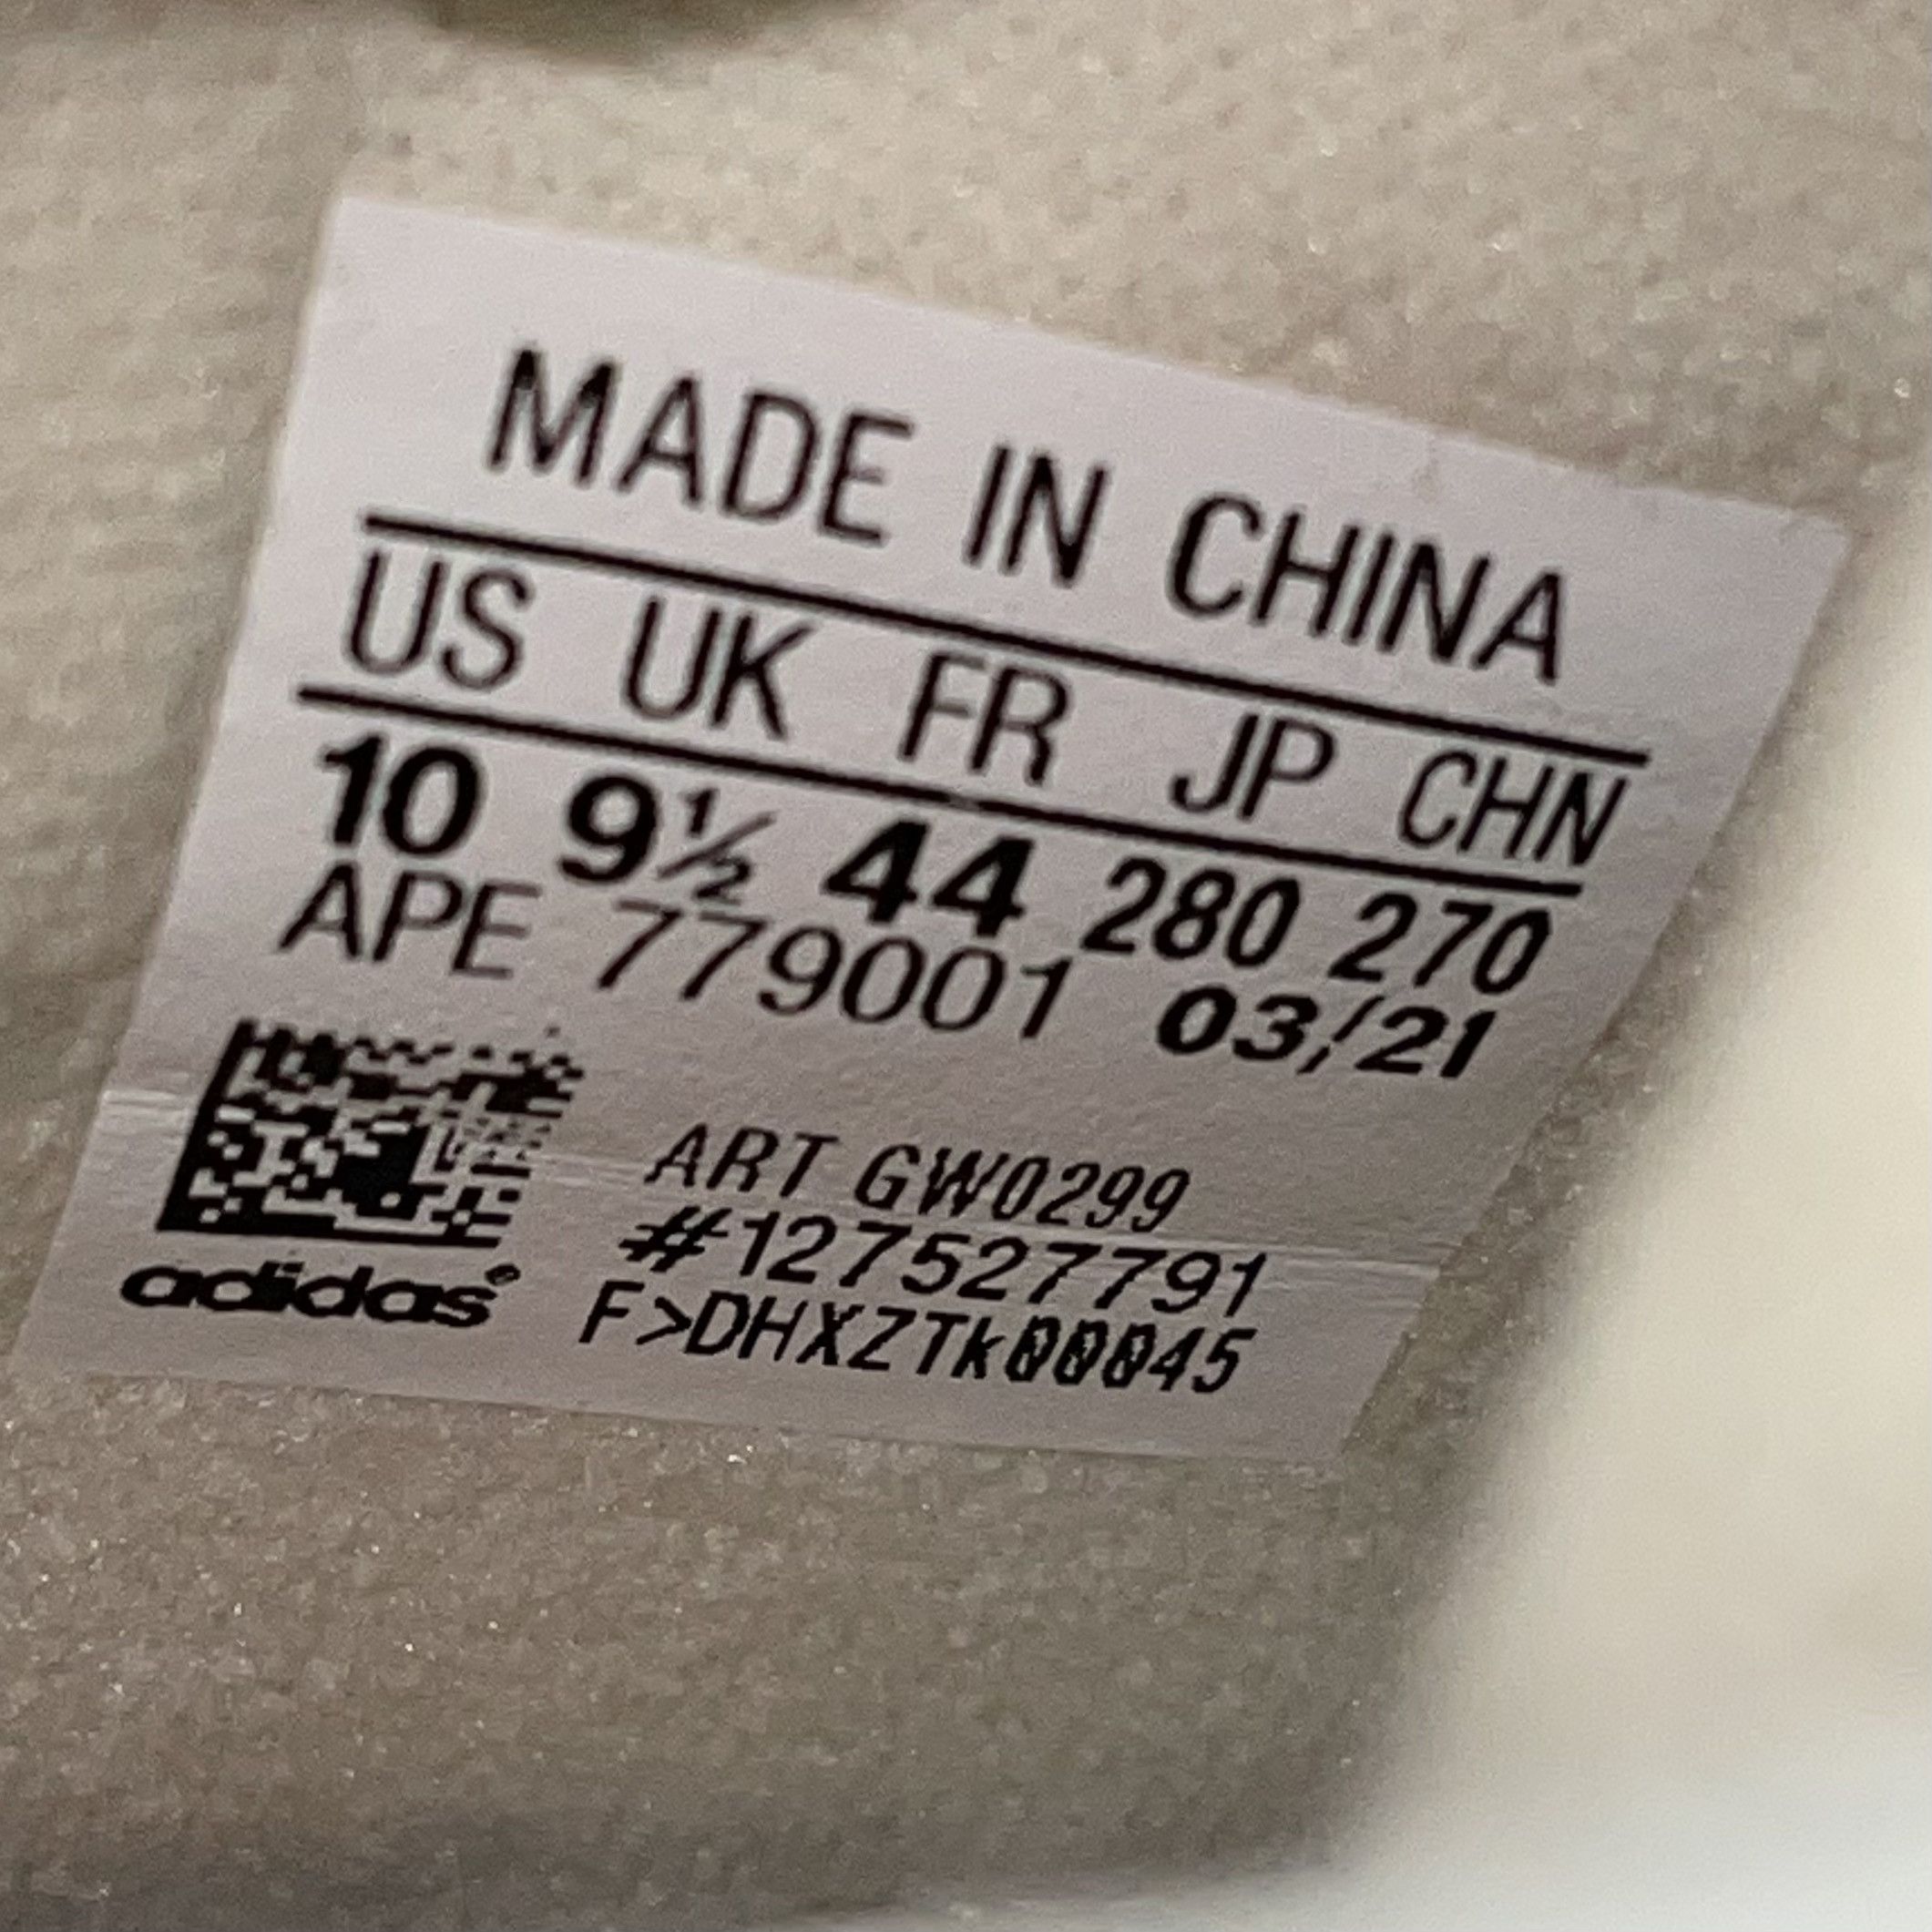 MADE IN CHINA
US UK FR JP CHN
10 9½ 44 280 270
APE 779001 03/21
ART GW0299
#127527791
adidas®
F>DHXZTk00045